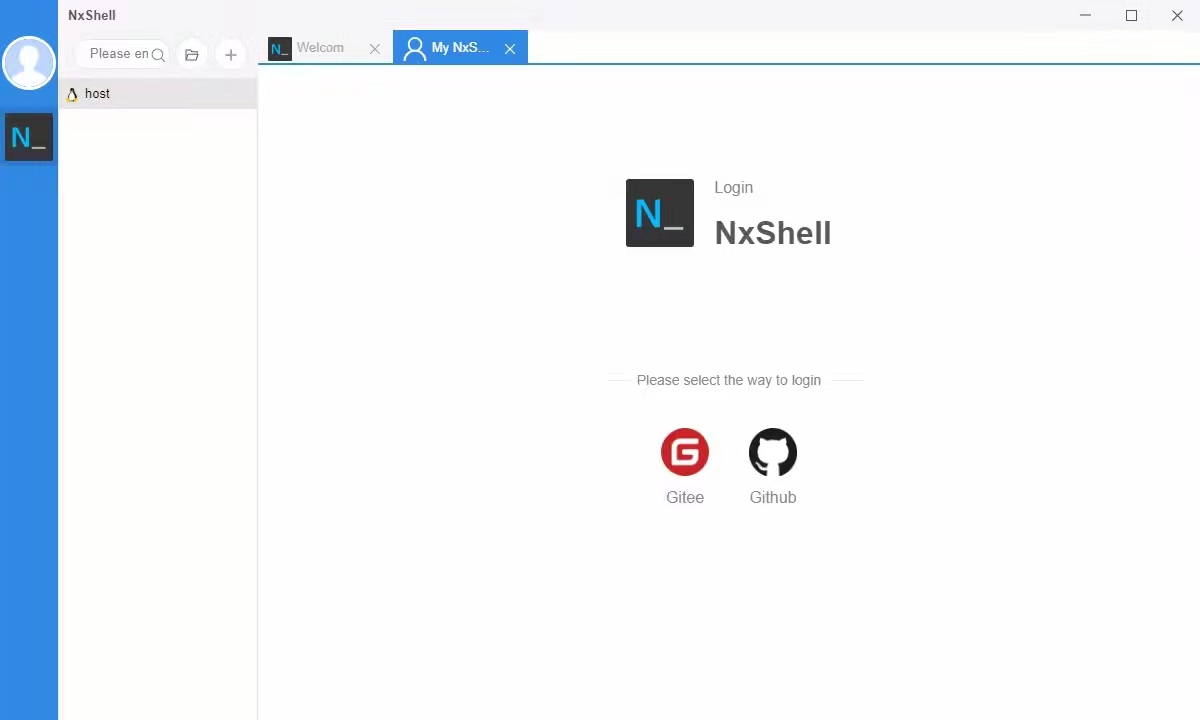 NxShell
Please en
Welcom
My NxS...
host
N_
N_
N_
Login
NxShell
Please select the way to login
G
Gitee
Github